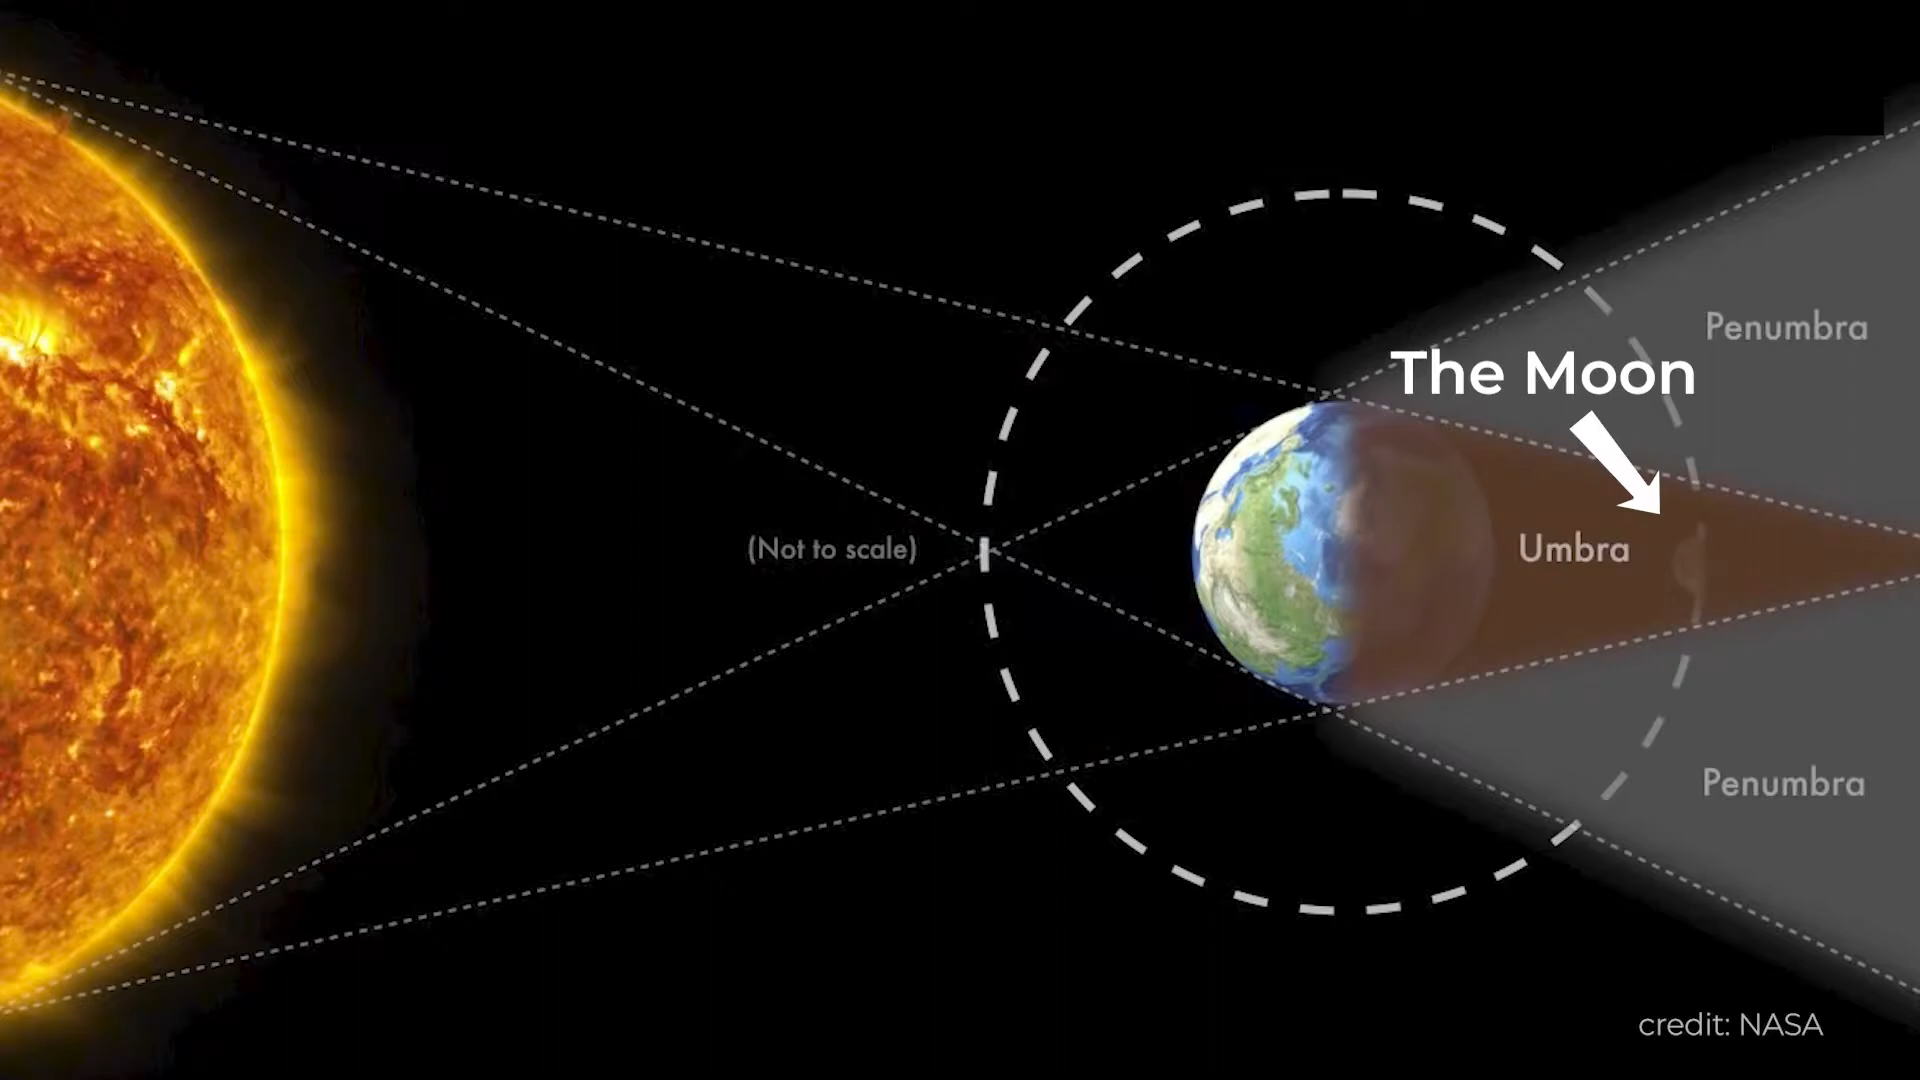 Penumbra
The Moon
(Not to scale)
Umbra
Penumbra
credit: NASA